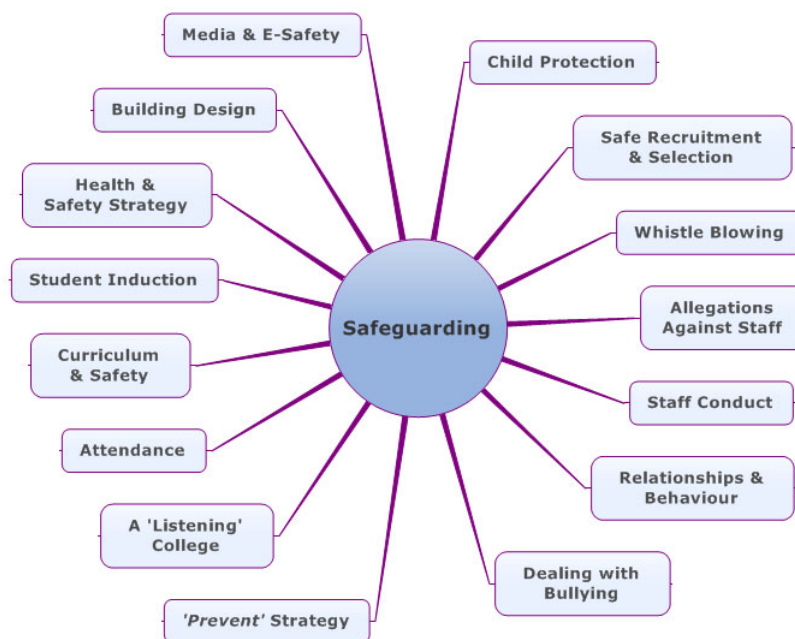 Media & E-Safety
Child Protection
Building Design
Safe Recruitment
& Selection
Health &
Safety Strategy
Whistle Blowing
Student Induction
Allegations
Against Staff
Safeguarding
Curriculum
& Safety
Staff Conduct
Attendance
Relationships &
Behaviour
A 'Listening'
College
Dealing with
Bullying
'Prevent' Strategy